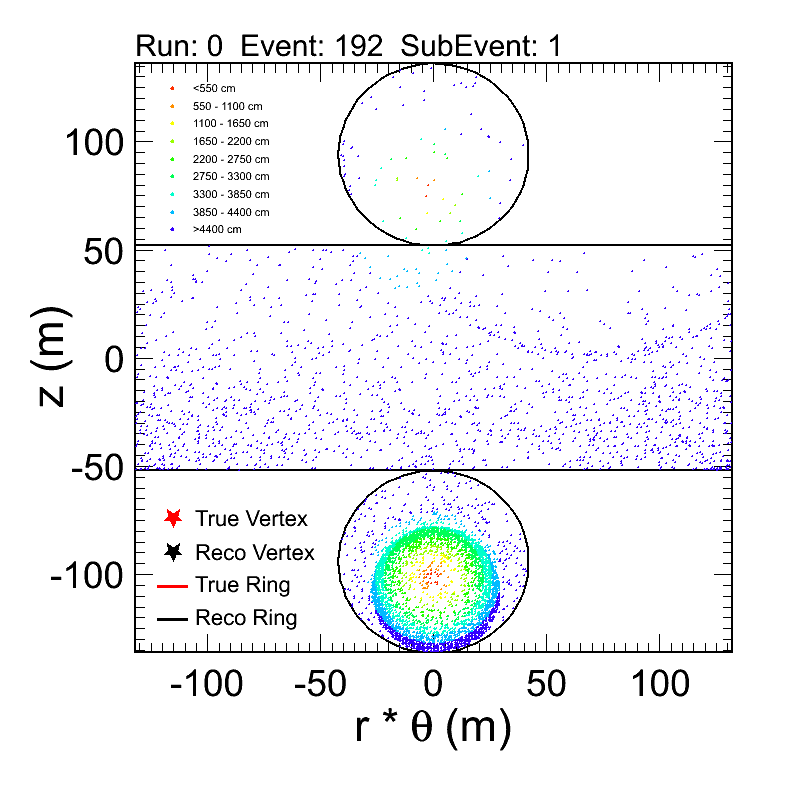 Run: 0 Event: 192 SubEvent: 1
<550 cm
550 - 1100 cm
1100 - 1650 cm
1650 - 2200 cm
2200 - 2750 cm
2750 - 3300 cm
3300 - 3850 cm
3850 - 4400 cm
>4400 cm
100
50
0
-50
-100
z (m)
True Vertex
Reco Vertex
True Ring
Reco Ring
-100 -50 0 50 100
r * θ (m)